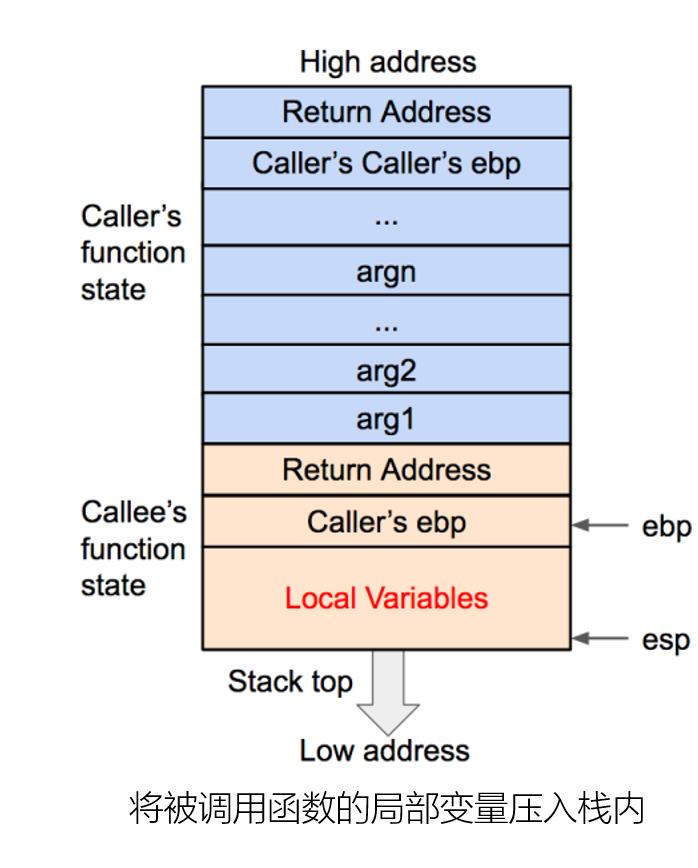 High address
Return Address
Caller's Caller's ebp
...
argn
...
arg2
arg1
Caller's
function
state
Return Address
Caller's ebp
Local Variables
Callee's
function
state
ebp
esp
Stack top
Low address
将被调用函数的局部变量压入栈内